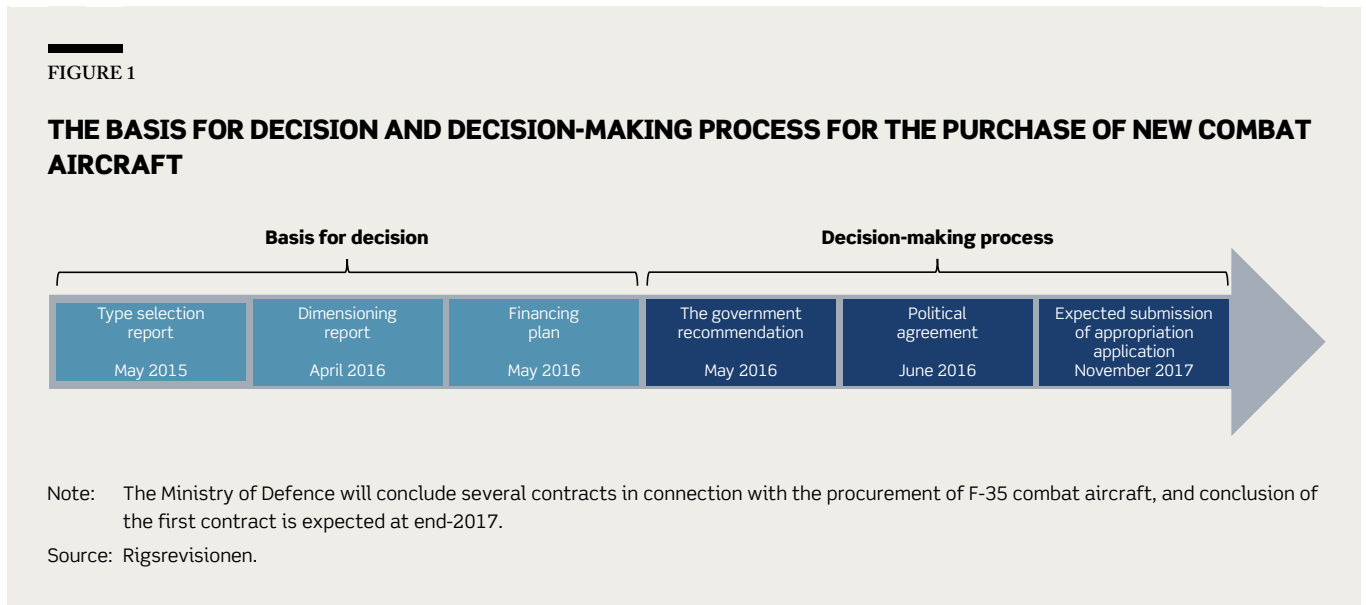 FIGURE 1
THE BASIS FOR DECISION AND DECISION-MAKING PROCESS FOR THE PURCHASE OF NEW COMBAT
AIRCRAFT
Basis for decision
Type selection
report
May 2015
Dimensioning
report
April 2016
Financing
plan
May 2016
Decision-making process
The government
recommendation
May 2016
Political
agreement
June 2016
Expected submission
of appropriation
application
November 2017
Note: The Ministry of Defence will conclude several contracts in connection with the procurement of F-35 combat aircraft, and conclusion of
the first contract is expected at end-2017.
Source: Rigsrevisionen.